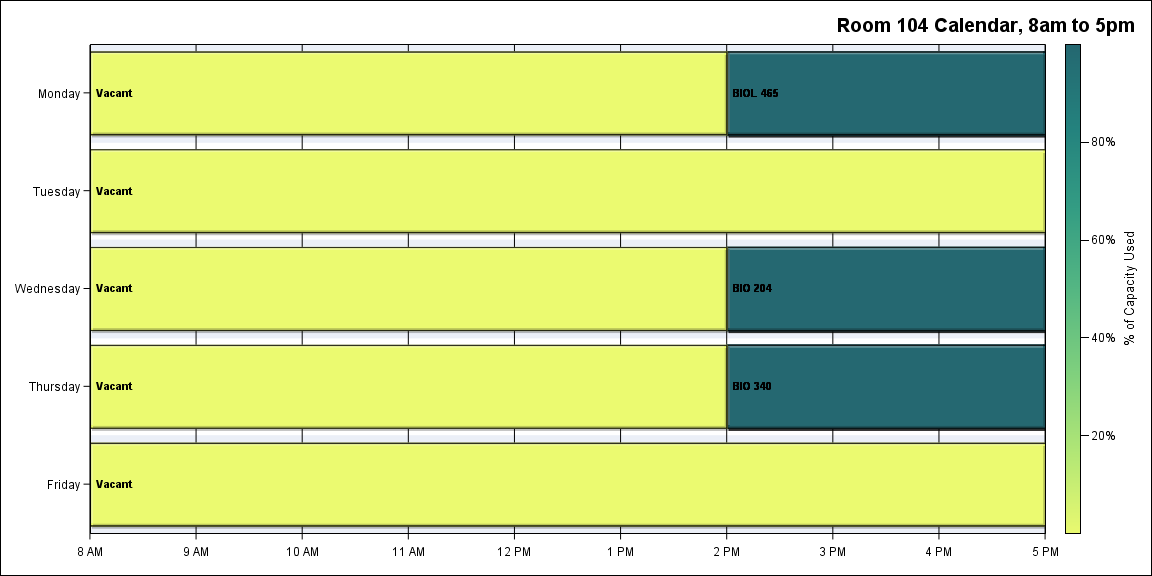 Room 104 Calendar, 8am to 5pm
Monday
Vacant
BIOL 465
Tuesday
Vacant
Wednesday
Vacant
BIO 204
Thursday
Vacant
BIO 340
Friday
Vacant
8 AM 9 AM 10 AM 11 AM 12 PM 1 PM 2 PM 3 PM 4 PM 5 PM
80%
60%
40%
20%
% of Capacity Used